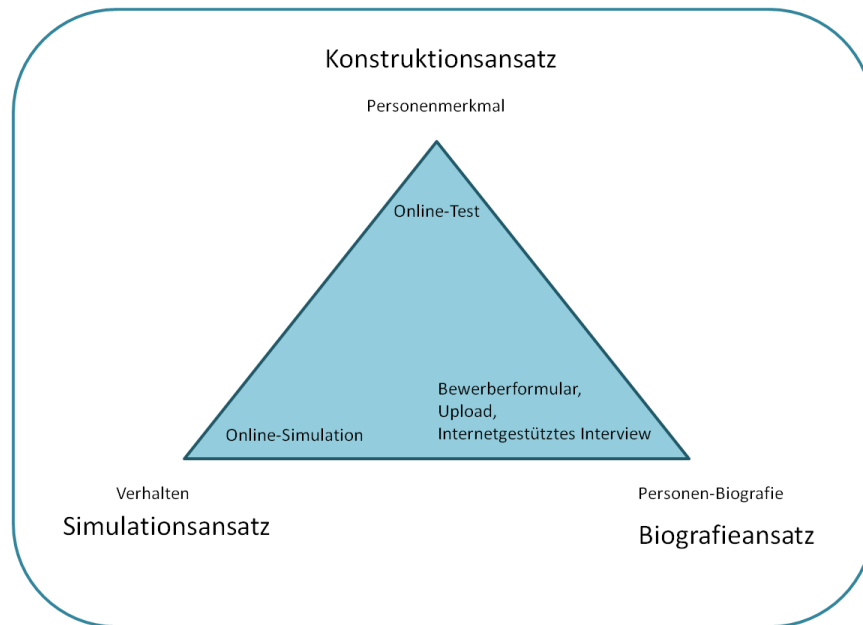 Konstruktionsansatz
Personenmerkmal
Online-Test
Bewerberformular,
Upload,
Internetgestütztes Interview
Online-Simulation
Verhalten
Simulationsansatz
Personen-Biografie
Biografieansatz